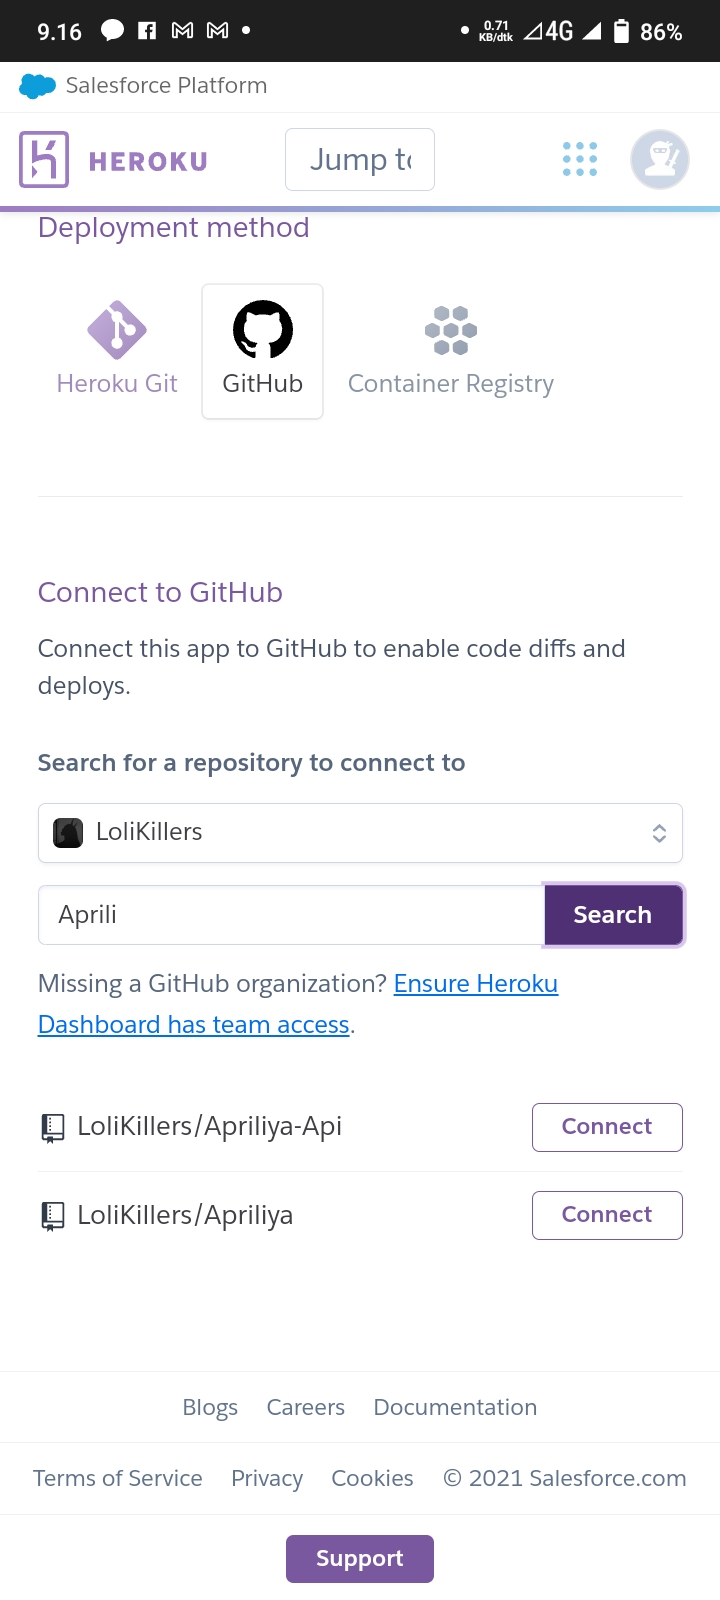 9.16
0.71
KB/dtk
4G
86%
Salesforce Platform
HEROKU
Jump to
Deployment method
Heroku Git
GitHub
Container Registry
Connect to GitHub
Connect this app to GitHub to enable code diffs and
deploys.
Search for a repository to connect to
LoliKillers
Aprili
Search
Missing a GitHub organization? Ensure Heroku
Dashboard has team access.
LoliKillers/Apriliya-Api
Connect
LoliKillers/Apriliya
Connect
Blogs Careers Documentation
Terms of Service Privacy Cookies © 2021 Salesforce.com
Support